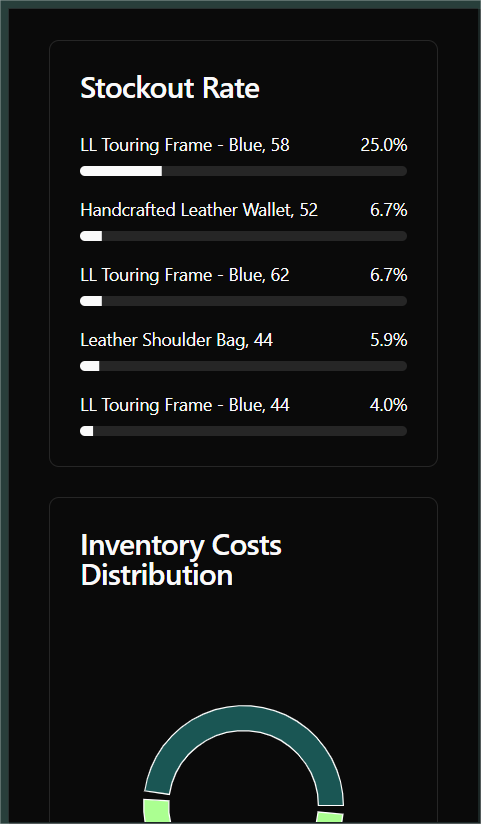 Stockout Rate
LL Touring Frame - Blue, 58 25.0%
Handcrafted Leather Wallet, 52 6.7%
LL Touring Frame - Blue, 62 6.7%
Leather Shoulder Bag, 44 5.9%
LL Touring Frame - Blue, 44 4.0%
Inventory Costs
Distribution